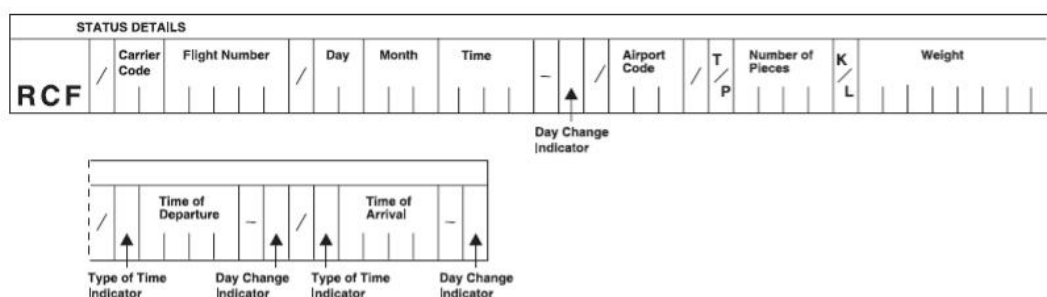 STATUS DETAILS
RCF / Carrier Code Flight Number / Day Month Time – / Airport Code / T/P Number of Pieces K/L Weight
Day Change Indicator
/ Time of Departure – / Time of Arrival –
Type of Time Indicator Day Change Indicator Type of Time Indicator Day Change Indicator